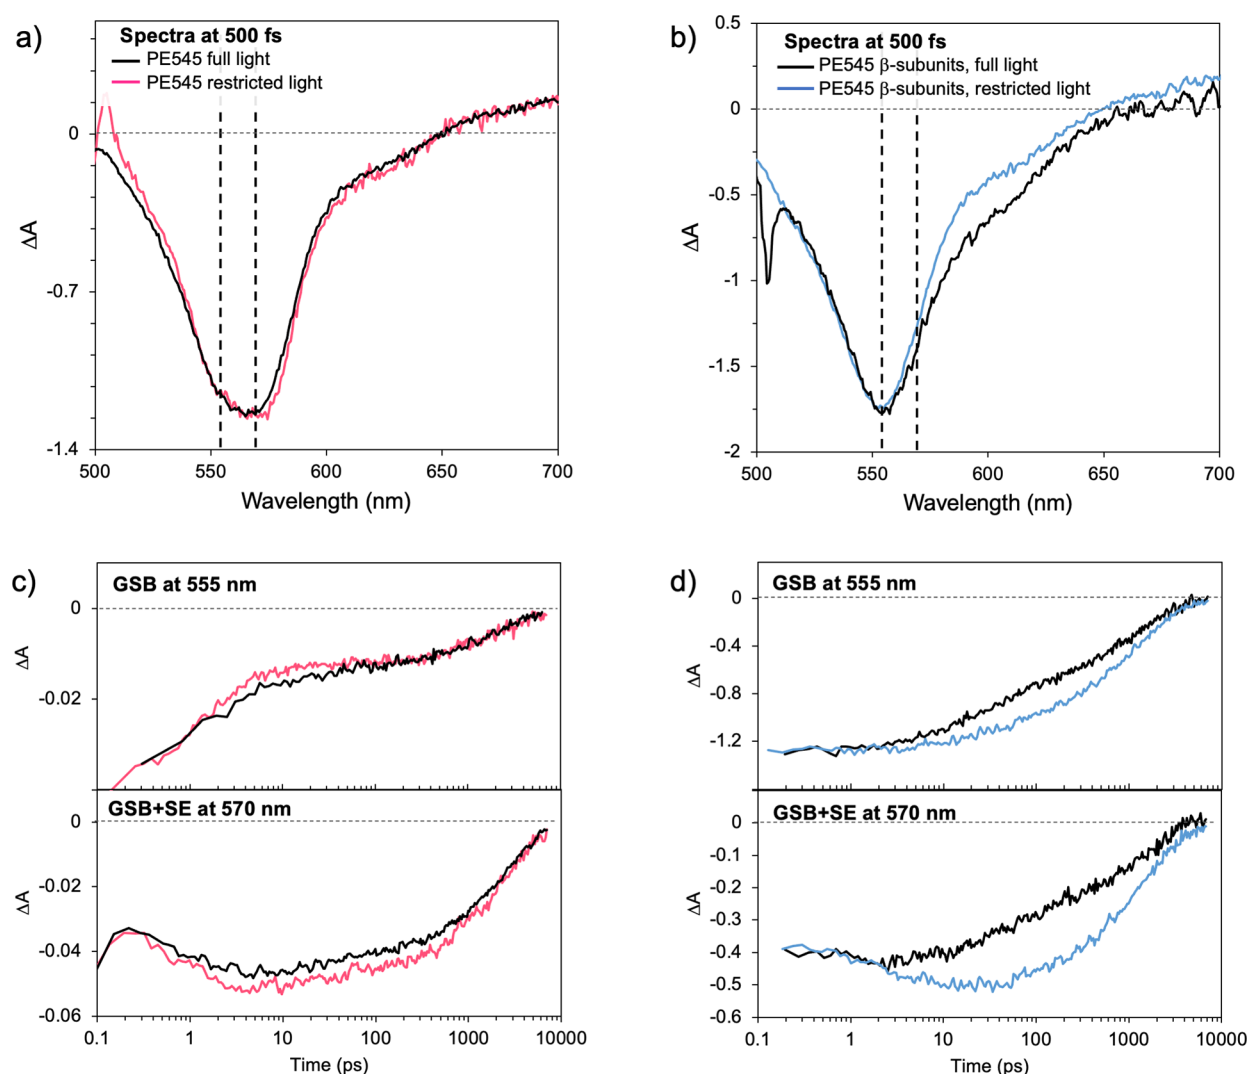 a)
Spectra at 500 fs
PE545 full light
PE545 restricted light
0
-0.7
-1.4
ΔA
500
550
600
650
700
Wavelength (nm)
b)
Spectra at 500 fs
PE545 β-subunits, full light
PE545 β-subunits, restricted light
0.5
0
-0.5
-1
-1.5
-2
ΔA
500
550
600
650
700
Wavelength (nm)
c)
GSB at 555 nm
0
-0.02
ΔA
GSB+SE at 570 nm
0
-0.02
-0.04
-0.06
ΔA
0.1
1
10
100
1000
10000
Time (ps)
d)
GSB at 555 nm
0
-0.4
-0.8
-1.2
ΔA
GSB+SE at 570 nm
0
-0.1
-0.2
-0.3
-0.4
-0.5
-0.6
ΔA
0.1
1
10
100
1000
10000
Time (ps)